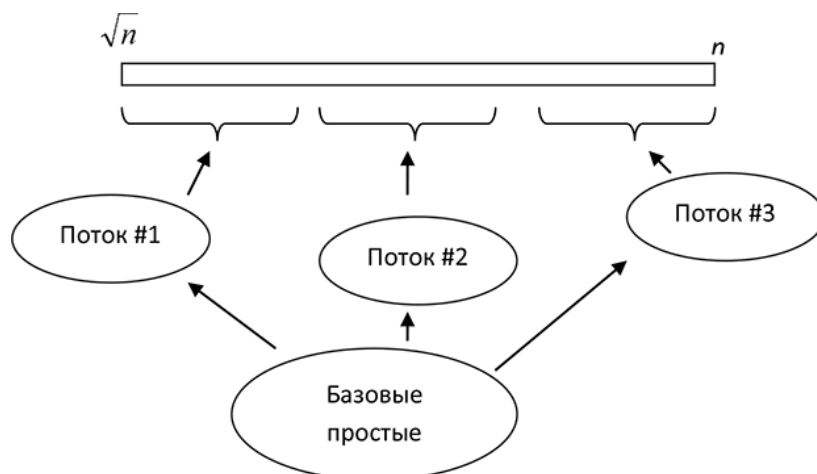 √n
n
Поток #1
Поток #2
Поток #3
Базовые
простые